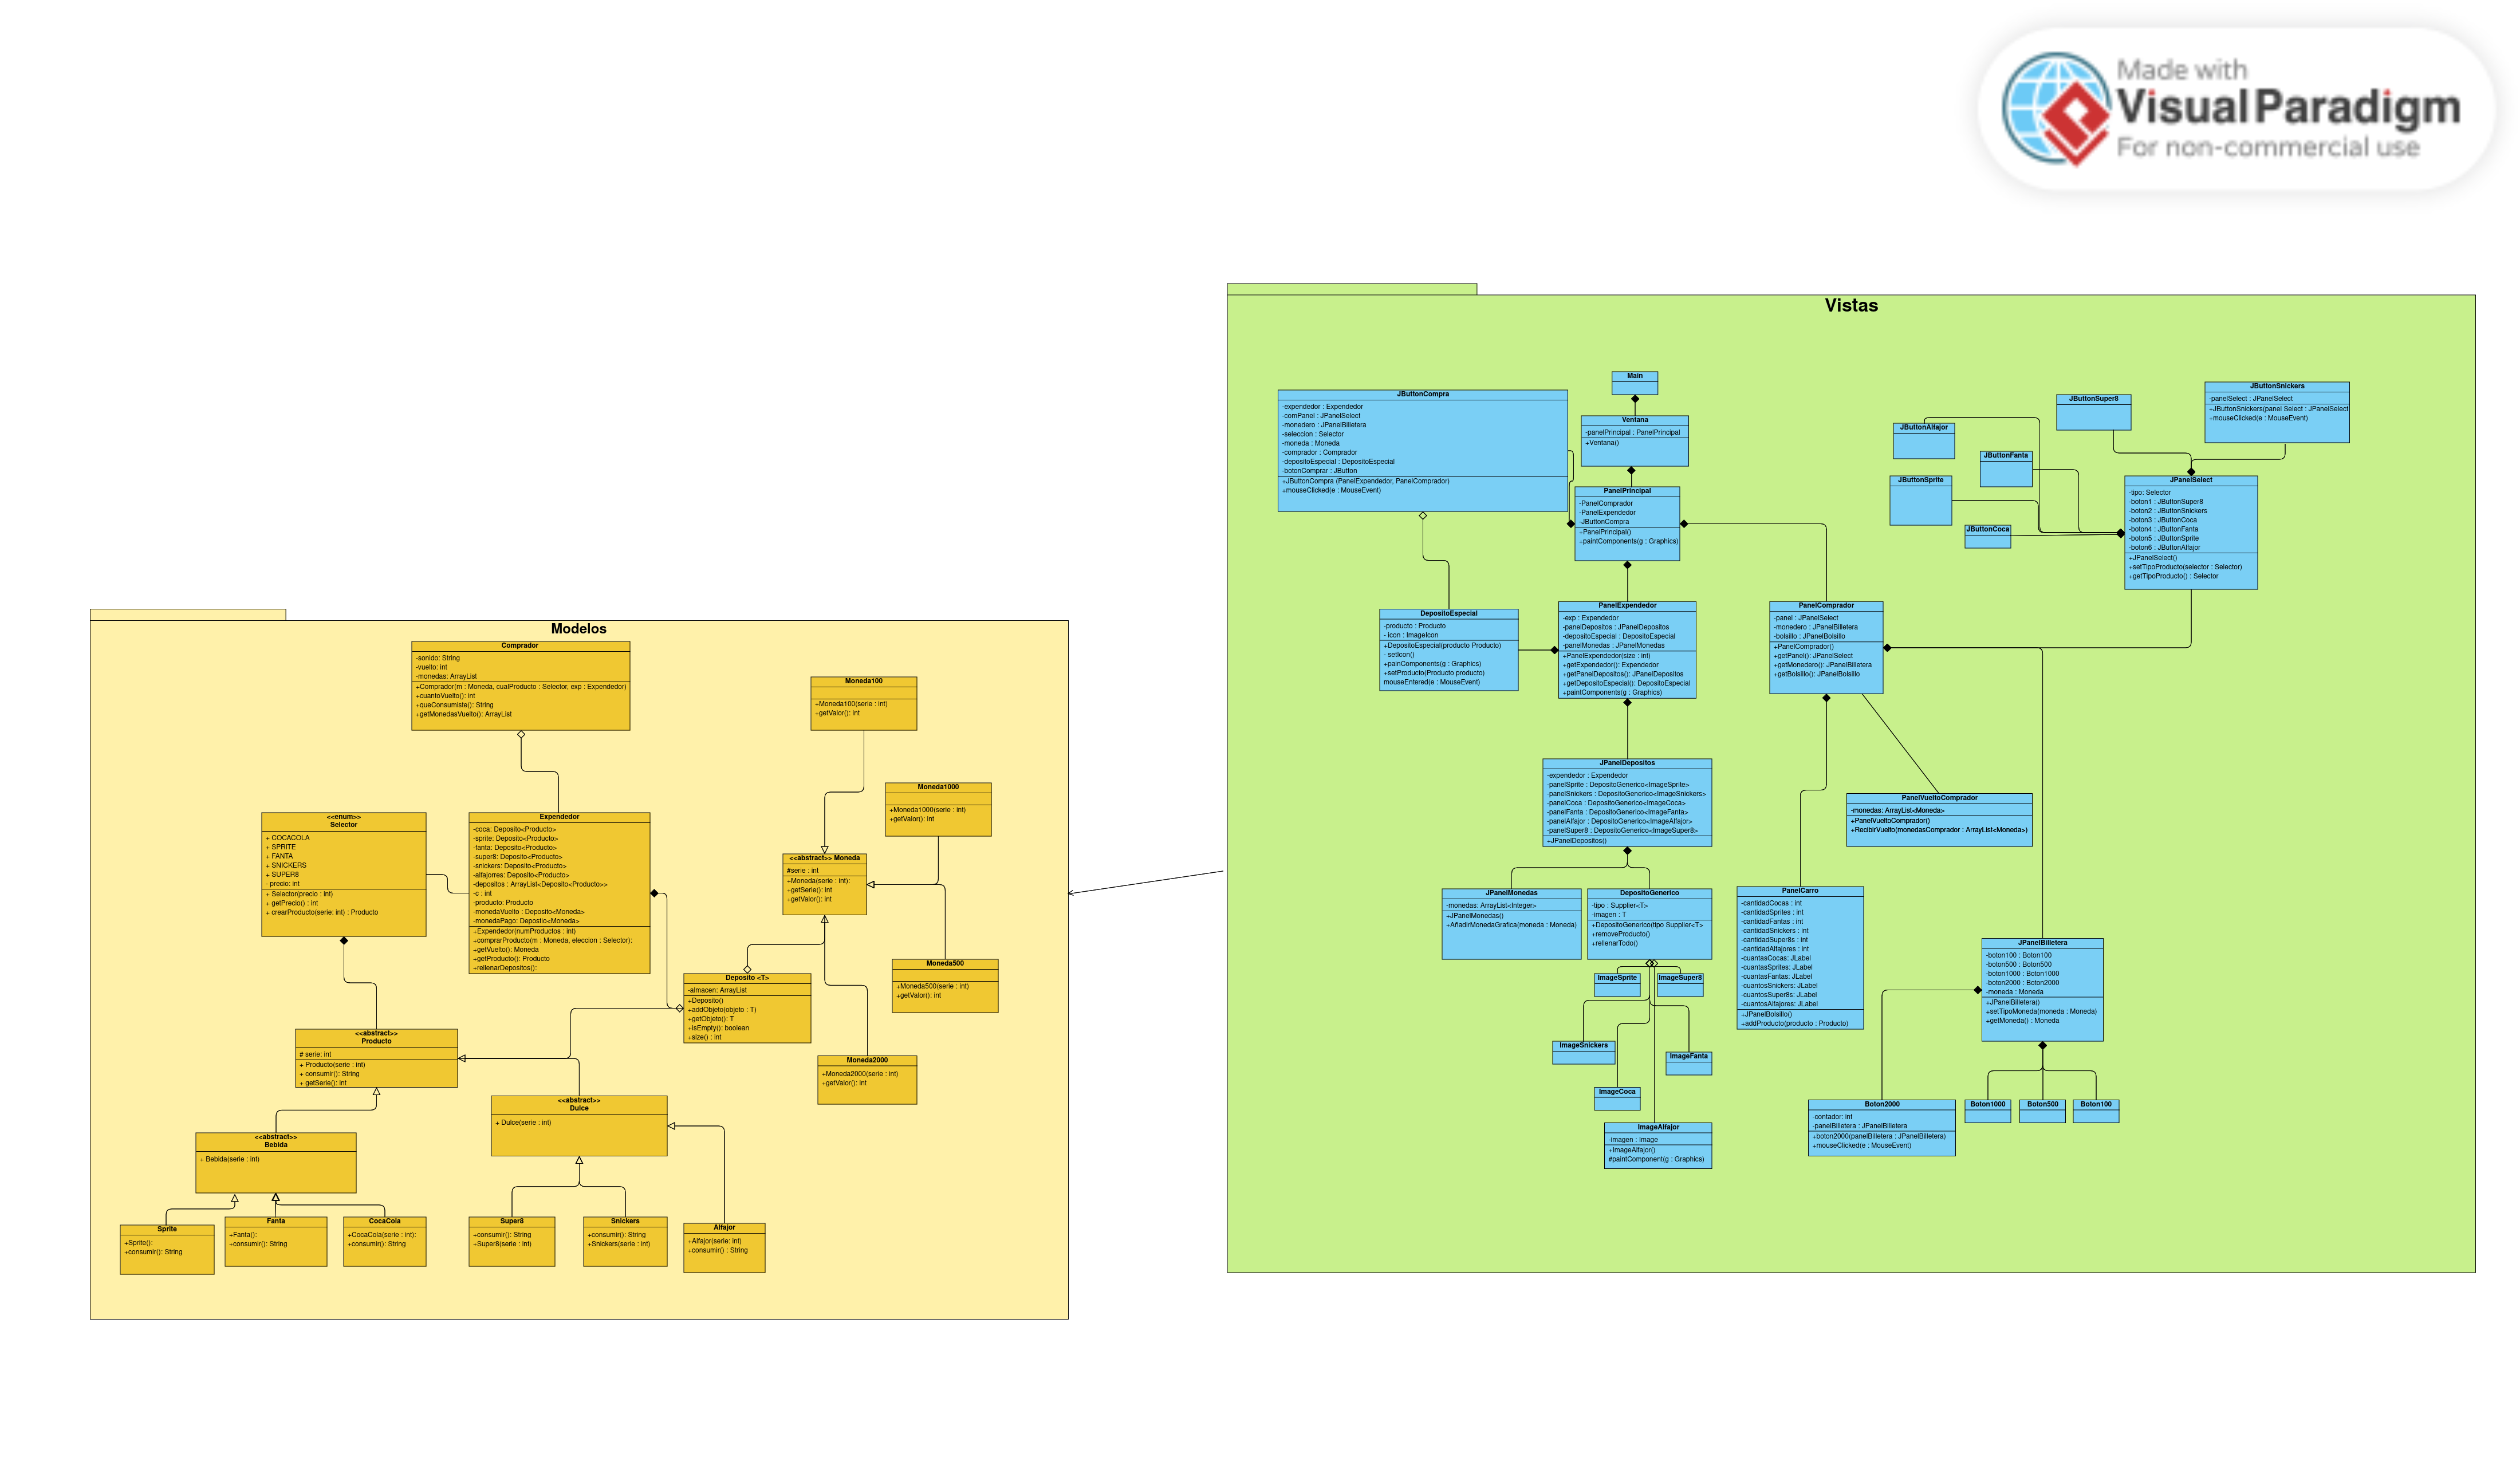 Made with
Visual Paradigm
For non-commercial use
Vistas
Main
JButtonCompra
-expendedor : Expendedor
-comPanel : JPanelSelect
-monedero : JPanelBilletera
-seleccion : Selector
-moneda : Moneda
-comprador : Comprador
-depositoEspecial : DepositoEspecial
-botonComprar : JButton
+JButtonCompra (PanelExpendedor, PanelComprador)
+mouseClicked(e : MouseEvent)
Ventana
-panelPrincipal : PanelPrincipal
+Ventana()
PanelPrincipal
-PanelComprador
-PanelExpendedor
-JButtonCompra
+PanelPrincipal()
+paintComponents(g : Graphics)
JButtonAlfajor
JButtonSuper8
JButtonSnickers
-panelSelect : JPanelSelect
+JButtonSnickers(panel Select : JPanelSelect
+mouseClicked(e : MouseEvent)
JButtonFanta
JButtonSprite
JButtonCoca
JPanelSelect
-tipo: Selector
-boton1 : JButtonSuper8
-boton2 : JButtonSnickers
-boton3 : JButtonCoca
-boton4 : JButtonFanta
-boton5 : JButtonSprite
-boton6 : JButtonAlfajor
+JPanelSelect()
+setTipoProducto(selector : Selector)
+getTipoProducto() : Selector
DepositoEspecial
-producto : Producto
- icon : ImageIcon
+DepositoEspecial(producto Producto)
- setIcon()
+painComponents(g : Graphics)
+setProducto(Producto producto)
mouseEntered(e : MouseEvent)
PanelExpendedor
-exp : Expendedor
-panelDepositos : JPanelDepositos
-depositoEspecial : DepositoEspecial
-panelMonedas : JPanelMonedas
+PanelExpendedor(size : int)
+getExpendedor(): Expendedor
+getPanelDepositos(): JPanelDepositos
+getDepositoEspecial(): DepositoEspecial
+paintComponents(g : Graphics)
PanelComprador
-panel : JPanelSelect
-monedero : JPanelBilletera
-bolsillo : JPanelBolsillo
+PanelComprador()
+getPanel(): JPanelSelect
+getMonedero(): JPanelBilletera
+getBolsillo(): JPanelBolsillo
JPanelDepositos
-expendedor : Expendedor
-panelSprite : DepositoGenerico<ImageSprite>
-panelSnickers : DepositoGenerico<ImageSnickers>
-panelCoca : DepositoGenerico<ImageCoca>
-panelFanta : DepositoGenerico<ImageFanta>
-panelAlfajor : DepositoGenerico<ImageAlfajor>
-panelSuper8 : DepositoGenerico<ImageSuper8>
+JPanelDepositos()
PanelVueltoComprador
-monedas: ArrayList<Moneda>
+PanelVueltoComprador()
+RecibirVuelto(monedasComprador : ArrayList<Moneda>)
JPanelMonedas
-monedas: ArrayList<Integer>
+JPanelMonedas()
+AñadirMonedaGrafica(moneda : Moneda)
DepositoGenerico
-tipo : Supplier<T>
-imagen : T
+DepositoGenerico(tipo Supplier<T>
+removeProducto()
+rellenarTodo()
PanelCarro
-cantidadCocas : int
-cantidadSprites : int
-cantidadFantas : int
-cantidadSnickers : int
-cantidadSuper8s : int
-cantidadAlfajores : int
-cuantasCocas: JLabel
-cuantasSprites: JLabel
-cuantasFantas: JLabel
-cuantosSnickers: JLabel
-cuantosSuper8s: JLabel
-cuantosAlfajores: JLabel
+JPanelBolsillo()
+addProducto(producto : Producto)
JPanelBilletera
-boton100 : Boton100
-boton500 : Boton500
-boton1000 : Boton1000
-boton2000 : Boton2000
-moneda : Moneda
+JPanelBilletera()
+setTipoMoneda(moneda : Moneda)
+getMoneda() : Moneda
ImageSprite
ImageSuper8
ImageSnickers
ImageFanta
ImageCoca
ImageAlfajor
-imagen : Image
+ImageAlfajor()
#paintComponent(g : Graphics)
Boton2000
-contador: int
-panelBilletera : JPanelBilletera
+boton2000(panelBilletera : JPanelBilletera)
+mouseClicked(e : MouseEvent)
Boton1000
Boton500
Boton100
Modelos
Comprador
-sonido: String
-vuelto: int
-monedas: ArrayList
+Comprador(m : Moneda, cualProducto : Selector, exp : Expendedor)
+cuantoVuelto(): int
+queConsumiste(): String
+getMonedasVuelto(): ArrayList
Moneda100
+Moneda100(serie : int)
+getValor(): int
Moneda1000
+Moneda1000(serie : int)
+getValor(): int
<<enum>>
Selector
+ COCACOLA
+ SPRITE
+ FANTA
+ SNICKERS
+ SUPER8
- precio: int
+ Selector(precio : int)
+ getPrecio() : int
+ crearProducto(serie: int) : Producto
Expendedor
-coca: Deposito<Producto>
-sprite: Deposito<Producto>
-fanta: Deposito<Producto>
-super8: Deposito<Producto>
-snickers: Deposito<Producto>
-alfajorres: Deposito<Producto>
-depositos : ArrayList<Deposito<Producto>>
-c : int
-producto: Producto
-monedaVuelto : Deposito<Moneda>
-monedaPago: Depostio<Moneda>
+Expendedor(numProductos : int)
+comprarProducto(m : Moneda, eleccion : Selector):
+getVuelto(): Moneda
+getProducto(): Producto
+rellenarDepositos():
<<abstract>> Moneda
#serie : int
+Moneda(serie : int):
+getSerie(): int
+getValor(): int
Moneda500
+Moneda500(serie : int)
+getValor(): int
Deposito <T>
-almacen: ArrayList
+Deposito()
+addObjeto(objeto : T)
+getObjeto(): T
+isEmpty(): boolean
+size() : int
<<abstract>>
Producto
# serie: int
+ Producto(serie : int)
+ consumir(): String
+ getSerie(): int
Moneda2000
+Moneda2000(serie : int)
+getValor(): int
<<abstract>>
Dulce
+ Dulce(serie : int)
<<abstract>>
Bebida
+ Bebida(serie : int)
Sprite
+Sprite():
+consumir(): String
Fanta
+Fanta():
+consumir(): String
CocaCola
+CocaCola(serie : int):
+consumir(): String
Super8
+consumir(): String
+Super8(serie : int)
Snickers
+consumir(): String
+Snickers(serie : int)
Alfajor
+Alfajor(serie: int)
+consumir() : String